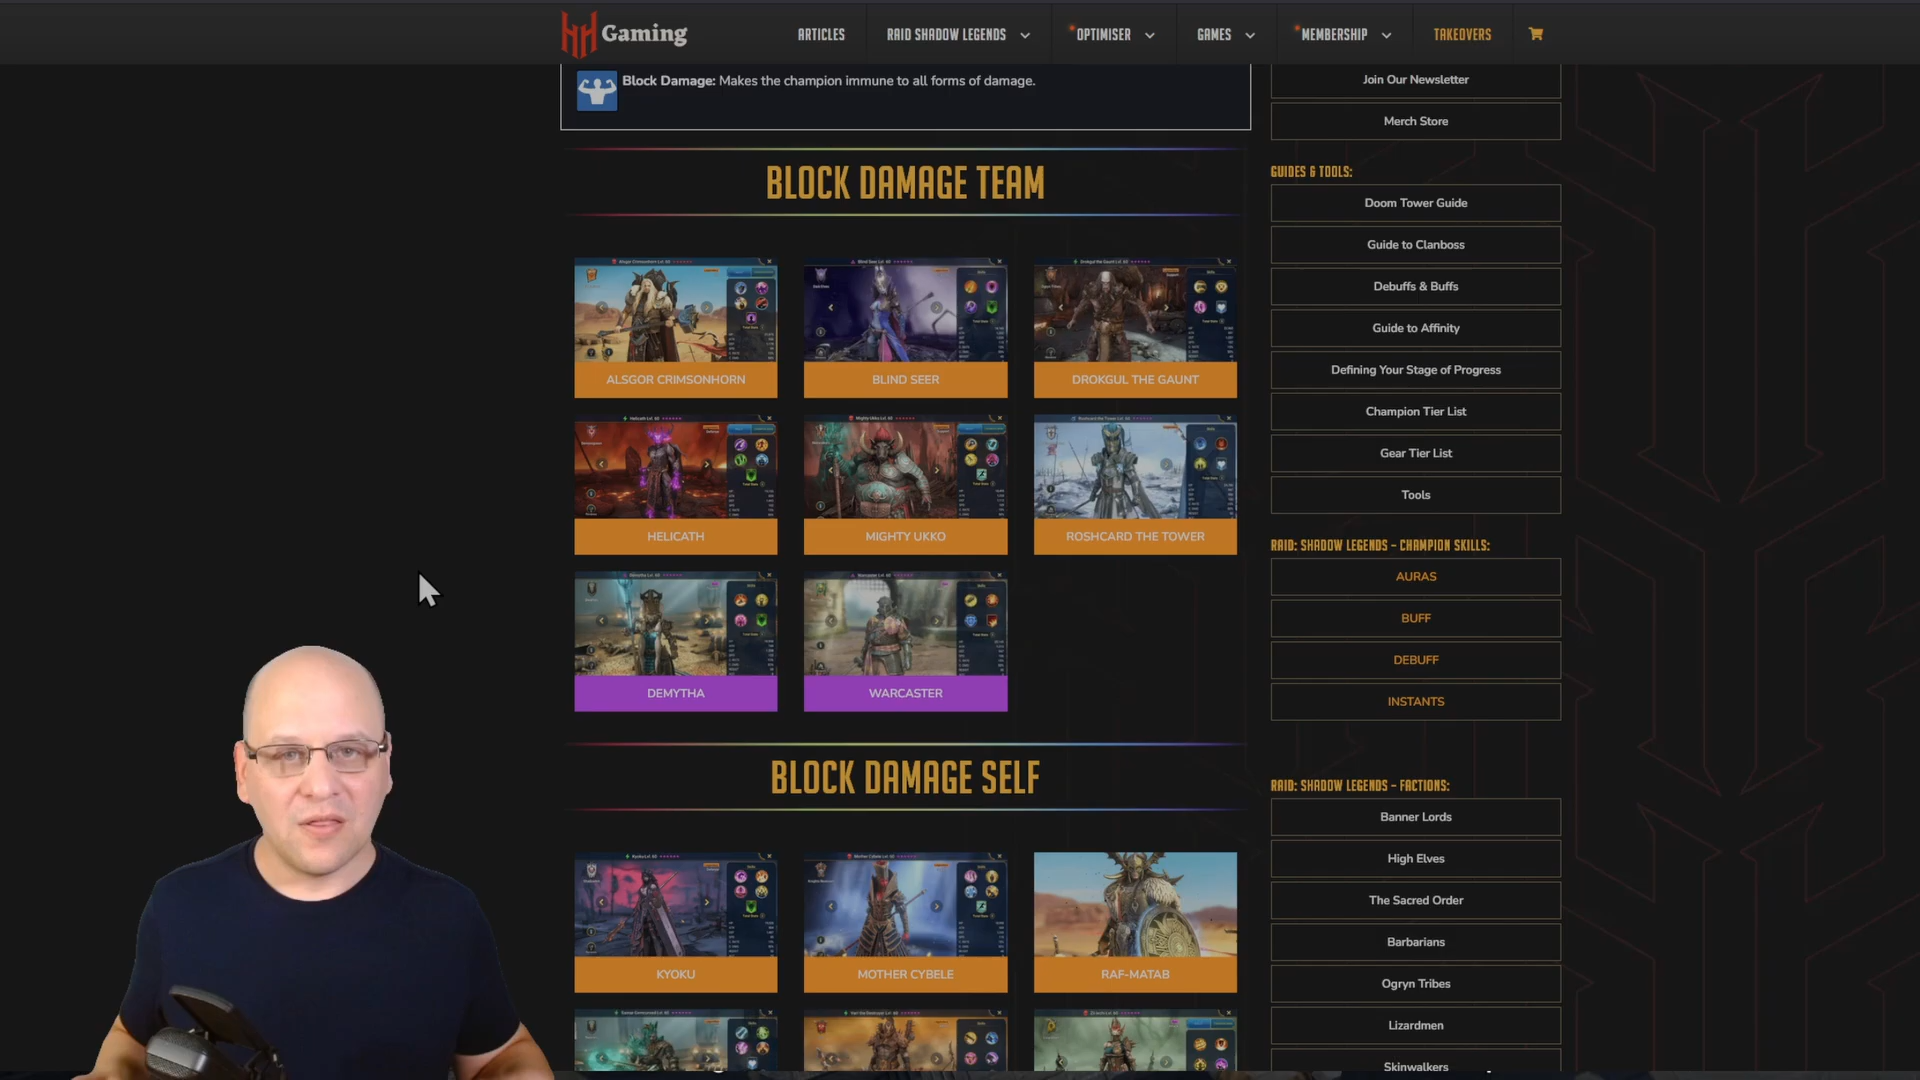 Gaming
ARTICLES
RAID SHADOW LEGENDS
OPTIMISER
GAMES
MEMBERSHIP
TAKEOVERS
Block Damage: Makes the champion immune to all forms of damage.
BLOCK DAMAGE TEAM
ALSGOR CRIMSONHORN
BLIND SEER
DROKGUL THE GAUNT
HELICATH
MIGHTY UKKO
ROSHCARD THE TOWER
DEMYTHA
WARCASTER
BLOCK DAMAGE SELF
KYOKU
MOTHER CYBELE
RAF-MATAB
Join Our Newsletter
Merch Store
GUIDES & TOOLS:
Doom Tower Guide
Guide to Clanboss
Debuffs & Buffs
Guide to Affinity
Defining Your Stage of Progress
Champion Tier List
Gear Tier List
Tools
RAID: SHADOW LEGENDS – CHAMPION SKILLS:
AURAS
BUFF
DEBUFF
INSTANTS
RAID: SHADOW LEGENDS – FACTIONS:
Banner Lords
High Elves
The Sacred Order
Barbarians
Ogryn Tribes
Lizardmen
Skinwalkers